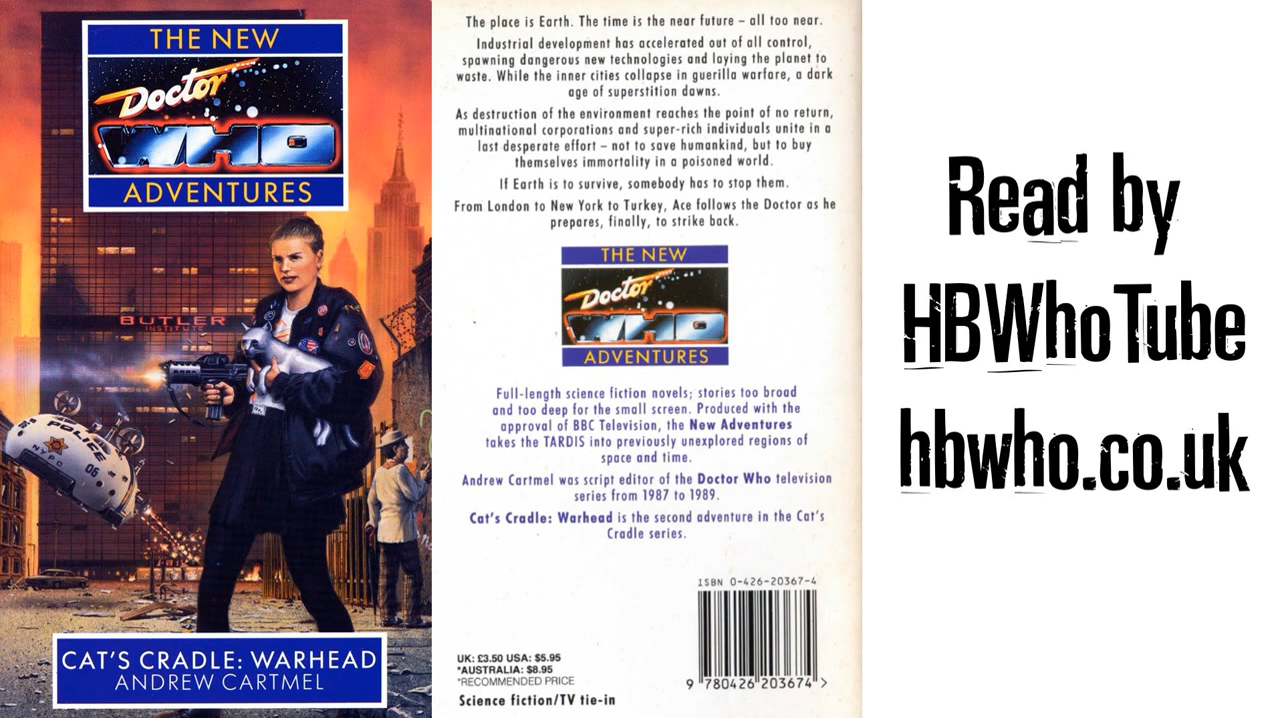 THE NEW
Doctor
WHO
ADVENTURES
BUTLER
INSTITUTE
POLICE
NYPD
06
CAT'S CRADLE: WARHEAD
ANDREW CARTMEL
The place is Earth. The time is the near future – all too near.
Industrial development has accelerated out of all control,
spawning dangerous new technologies and laying the planet to
waste. While the inner cities collapse in guerilla warfare, a dark
age of superstition dawns.
As destruction of the environment reaches the point of no return,
multinational corporations and super-rich individuals unite in a
last desperate effort – not to save humankind, but to buy
themselves immortality in a poisoned world.
If Earth is to survive, somebody has to stop them.
From London to New York to Turkey, Ace follows the Doctor as he
prepares, finally, to strike back.
THE NEW
Doctor
WHO
ADVENTURES
Full-length science fiction novels; stories too broad
and too deep for the small screen. Produced with the
approval of BBC Television, the New Adventures
takes the TARDIS into previously unexplored regions of
space and time.
Andrew Cartmel was script editor of the Doctor Who television
series from 1987 to 1989.
Cat's Cradle: Warhead is the second adventure in the Cat's
Cradle series.
ISBN 0-426-20367-4
9 780426 203674 >
UK: £3.50 USA: $5.95
*AUSTRALIA: $8.95
*RECOMMENDED PRICE
Science fiction/TV tie-in
Read by
HBWhoTube
hbwho.co.uk